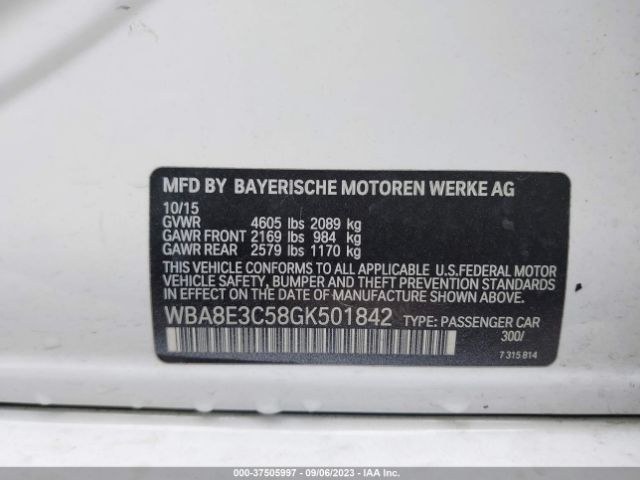 MFD BY BAYERISCHE MOTOREN WERKE AG
10/15
GVWR 4605 lbs 2089 kg
GAWR FRONT 2169 lbs 984 kg
GAWR REAR 2579 lbs 1170 kg
THIS VEHICLE CONFORMS TO ALL APPLICABLE U.S.FEDERAL MOTOR
VEHICLE SAFETY, BUMPER AND THEFT PREVENTION STANDARDS
IN EFFECT ON THE DATE OF MANUFACTURE SHOWN ABOVE.
WBA8E3C58GK501842 TYPE: PASSENGER CAR
300/
7 315 814
000-37505997 - 09/06/2023 - IAA Inc.